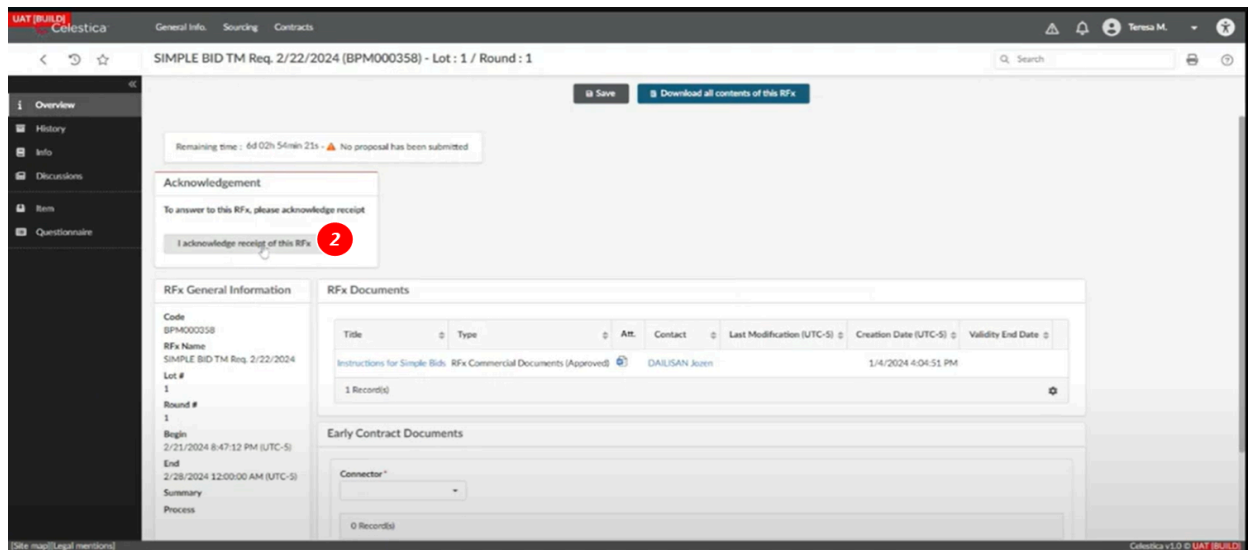 UAT [BUILD]
Celestica
General Info. Sourcing Contracts
Teresa M.
SIMPLE BID TM Req. 2/22/2024 (BPM000358) - Lot : 1 / Round : 1
Search
Save
Download all contents of this RFx
Overview
History
Info
Discussions
Item
Questionnaire
Remaining time : 6d 02h 54min 21s - No proposal has been submitted
Acknowledgement
To answer to this RFx, please acknowledge receipt
I acknowledge receipt of this RFx
2
RFx General Information
Code
BPM000358
RFx Name
SIMPLE BID TM Req. 2/22/2024
Lot #
1
Round #
1
Begin
2/21/2024 8:47:12 PM (UTC-5)
End
2/28/2024 12:00:00 AM (UTC-5)
Summary
Process
RFx Documents
Title Type Att. Contact Last Modification (UTC-5) Creation Date (UTC-5) Validity End Date
Instructions for Simple Bids RFx Commercial Documents (Approved) DAILISAN Jozen 1/4/2024 4:04:51 PM
1 Record(s)
Early Contract Documents
Connector*
0 Record(s)
[Site map][Legal mentions]
Celestica v1.0 © UAT [BUILD]